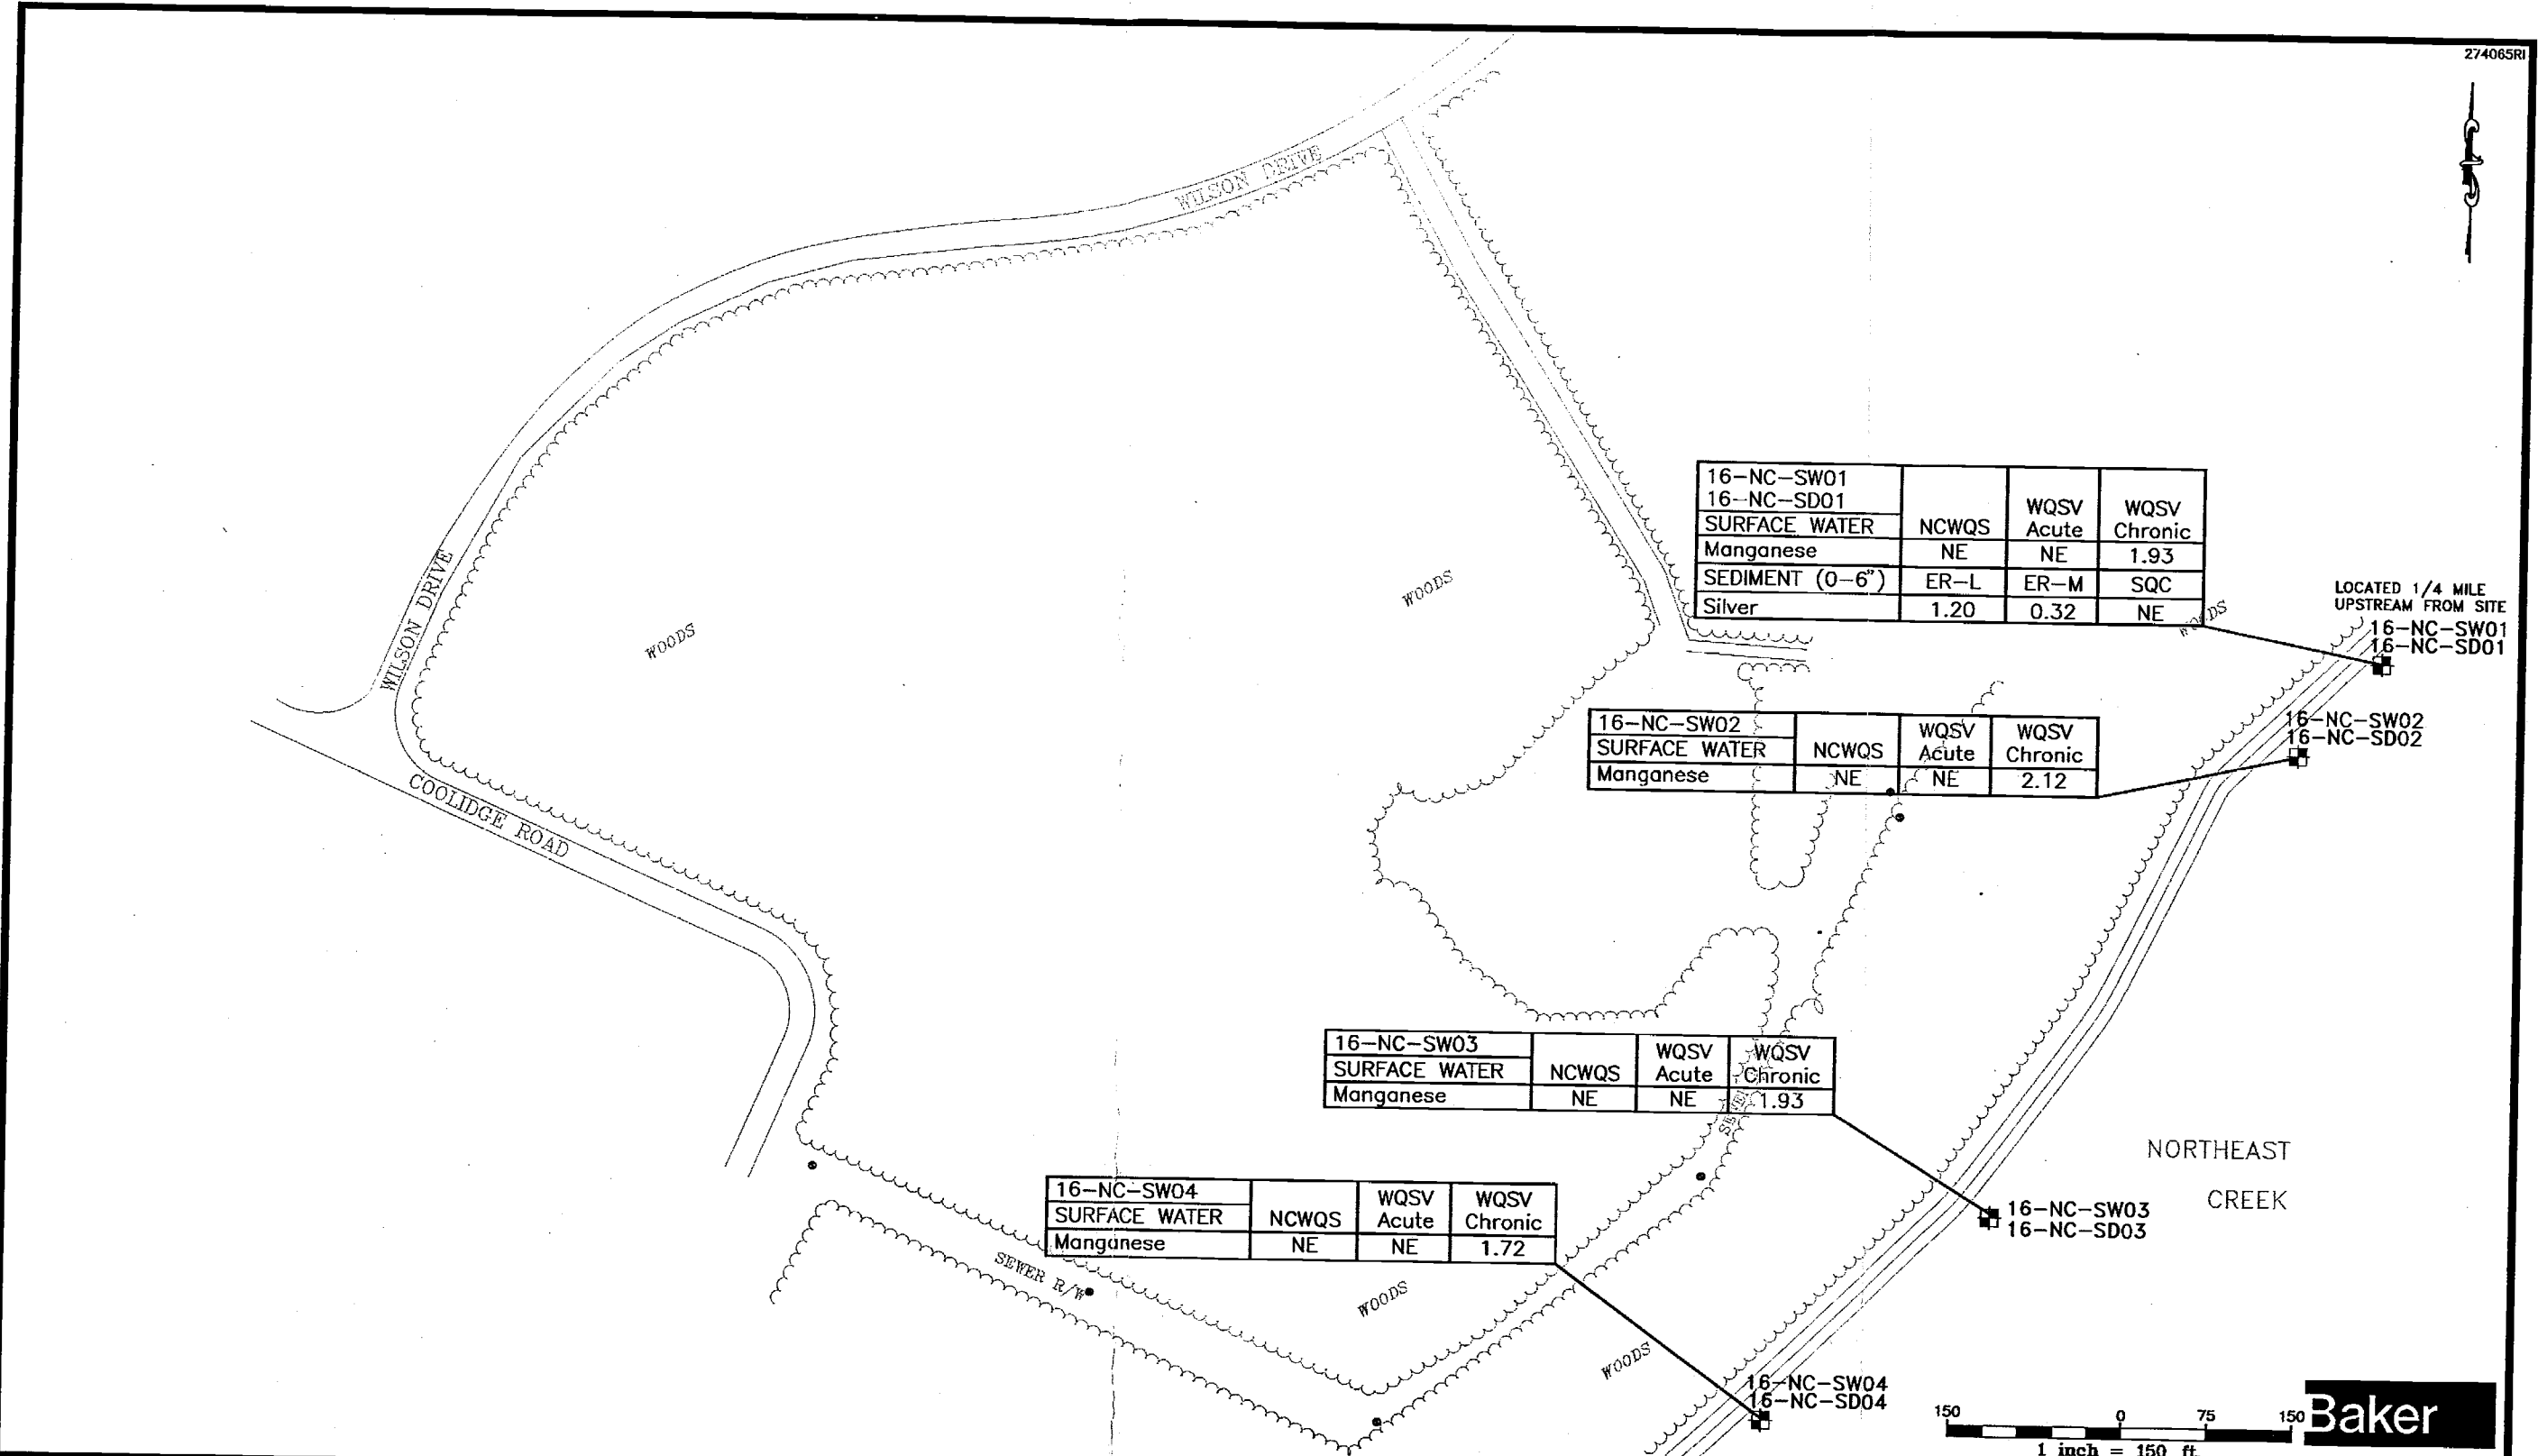 274065RI
WILSON DRIVE
WILSON DRIVE
COOLIDGE ROAD
WOODS
WOODS
16-NC-SW01
16-NC-SD01
SURFACE WATER NCWQS WQSV Acute WQSV Chronic
Manganese NE NE 1.93
SEDIMENT (0-6") ER-L ER-M SQC
Silver 1.20 0.32 NE
WOODS
LOCATED 1/4 MILE
UPSTREAM FROM SITE
16-NC-SW01
16-NC-SD01
16-NC-SW02
SURFACE WATER NCWQS WQSV Acute WQSV Chronic
Manganese NE NE 2.12
16-NC-SW02
16-NC-SD02
16-NC-SW03
SURFACE WATER NCWQS WQSV Acute WQSV Chronic
Manganese NE NE 1.93
NORTHEAST
CREEK
16-NC-SW03
16-NC-SD03
16-NC-SW04
SURFACE WATER NCWQS WQSV Acute WQSV Chronic
Manganese NE NE 1.72
SEWER R/W
WOODS
WOODS
16-NC-SW04
16-NC-SD04
150 0 75 150
1 inch = 150 ft.
Baker